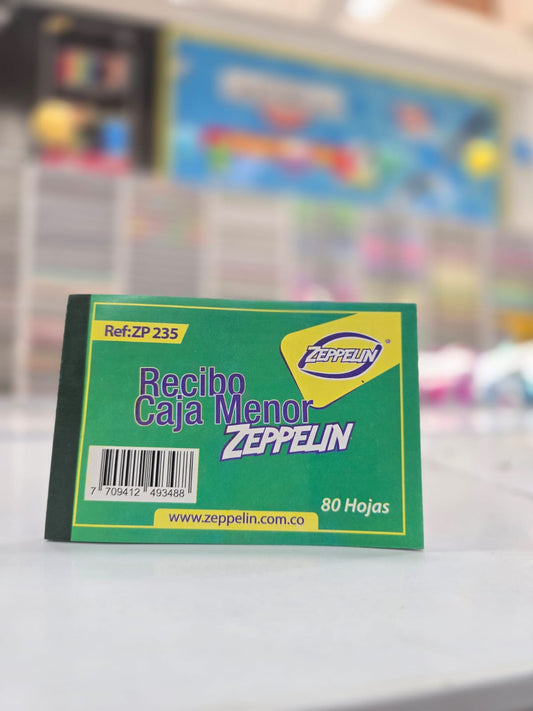 Ref:ZP 235
ZEPPELIN
®
Recibo
Caja Menor
ZEPPELIN
7 709412 493488
80 Hojas
www.zeppelin.com.co